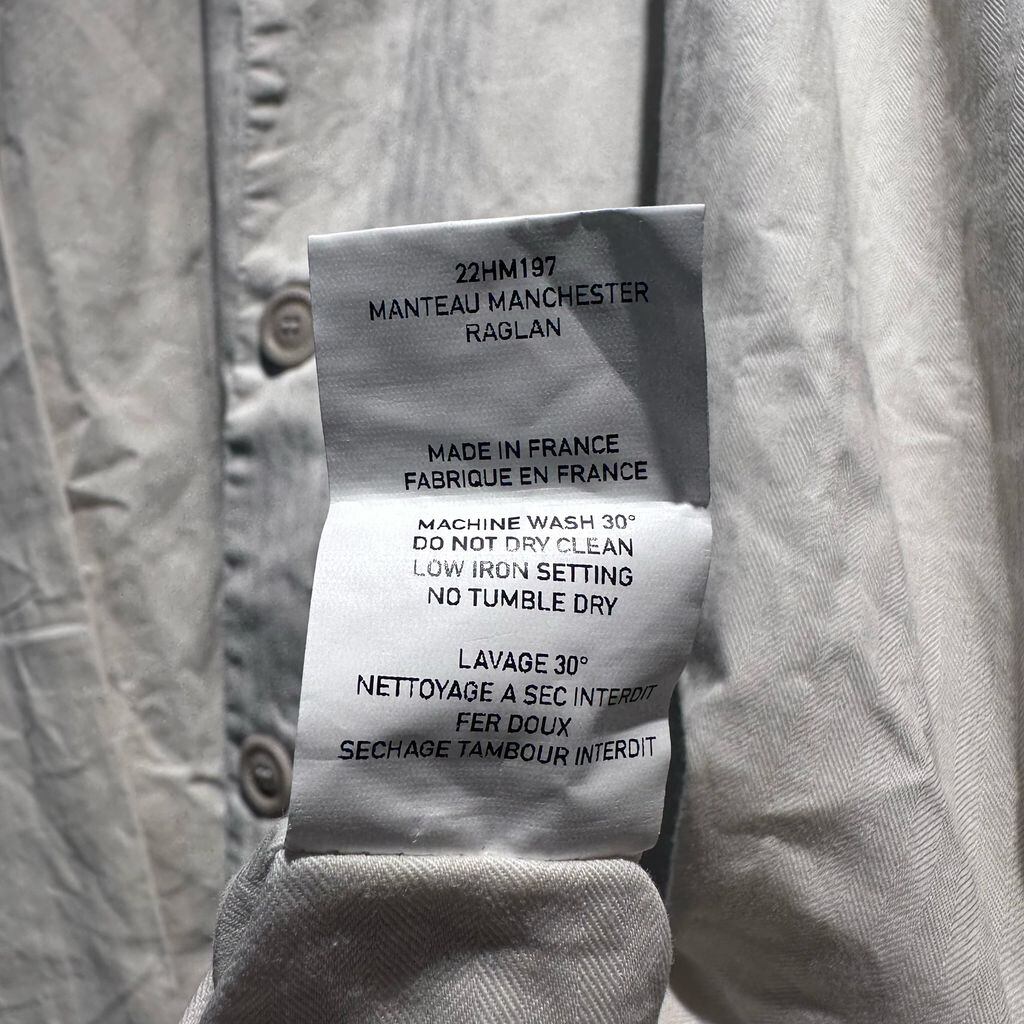 22HM197
MANTEAU MANCHESTER
RAGLAN
MADE IN FRANCE
FABRIQUE EN FRANCE
MACHINE WASH 30°
DO NOT DRY CLEAN
LOW IRON SETTING
NO TUMBLE DRY
LAVAGE 30°
NETTOYAGE A SEC INTERDIT
FER DOUX
SECHAGE TAMBOUR INTERDIT